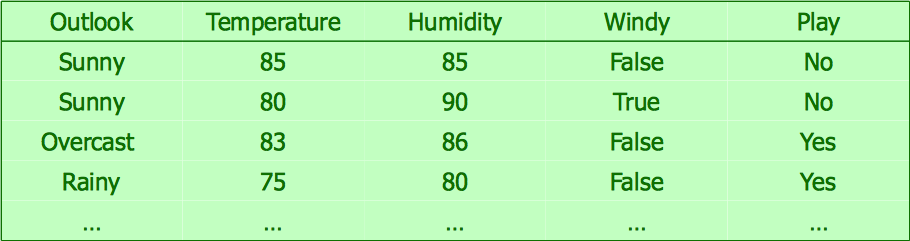 Outlook Temperature Humidity Windy Play
Sunny 85 85 False No
Sunny 80 90 True No
Overcast 83 86 False Yes
Rainy 75 80 False Yes
... ... ... ... ...